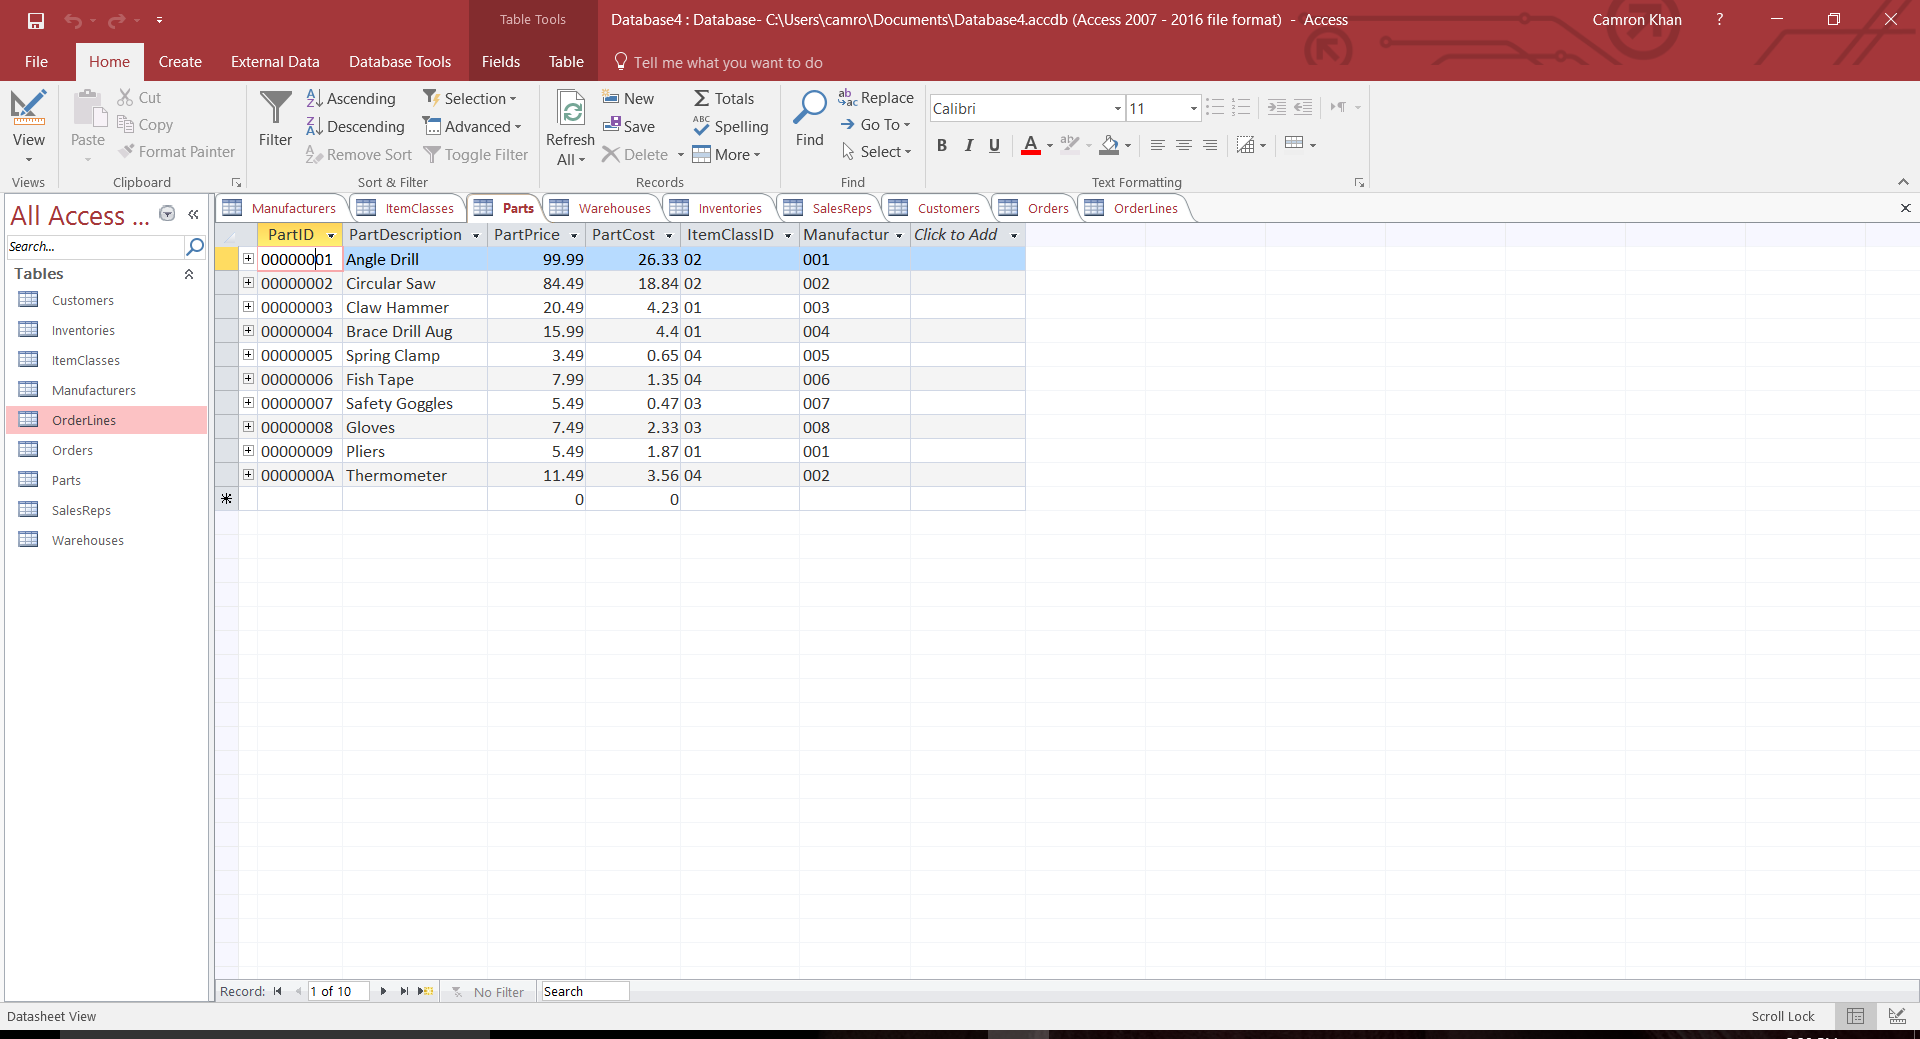 Table Tools
Database4 : Database- C:\Users\camro\Documents\Database4.accdb (Access 2007 - 2016 file format) - Access
Camron Khan
?
File Home Create External Data Database Tools Fields Table Tell me what you want to do
View
Views
Paste
Cut
Copy
Format Painter
Clipboard
Filter
Ascending
Descending
Remove Sort
Selection
Advanced
Toggle Filter
Sort & Filter
Refresh
All
New
Save
Delete
Totals
Spelling
More
Records
Find
Replace
Go To
Select
Find
Calibri 11
B I U A
Text Formatting
All Access ...
Search...
Tables
Customers
Inventories
ItemClasses
Manufacturers
OrderLines
Orders
Parts
SalesReps
Warehouses
Manufacturers ItemClasses Parts Warehouses Inventories SalesReps Customers Orders OrderLines
PartID PartDescription PartPrice PartCost ItemClassID Manufactur Click to Add
00000001 Angle Drill 99.99 26.33 02 001
00000002 Circular Saw 84.49 18.84 02 002
00000003 Claw Hammer 20.49 4.23 01 003
00000004 Brace Drill Aug 15.99 4.4 01 004
00000005 Spring Clamp 3.49 0.65 04 005
00000006 Fish Tape 7.99 1.35 04 006
00000007 Safety Goggles 5.49 0.47 03 007
00000008 Gloves 7.49 2.33 03 008
00000009 Pliers 5.49 1.87 01 001
0000000A Thermometer 11.49 3.56 04 002
0 0
Record: 1 of 10 No Filter Search
Datasheet View
Scroll Lock